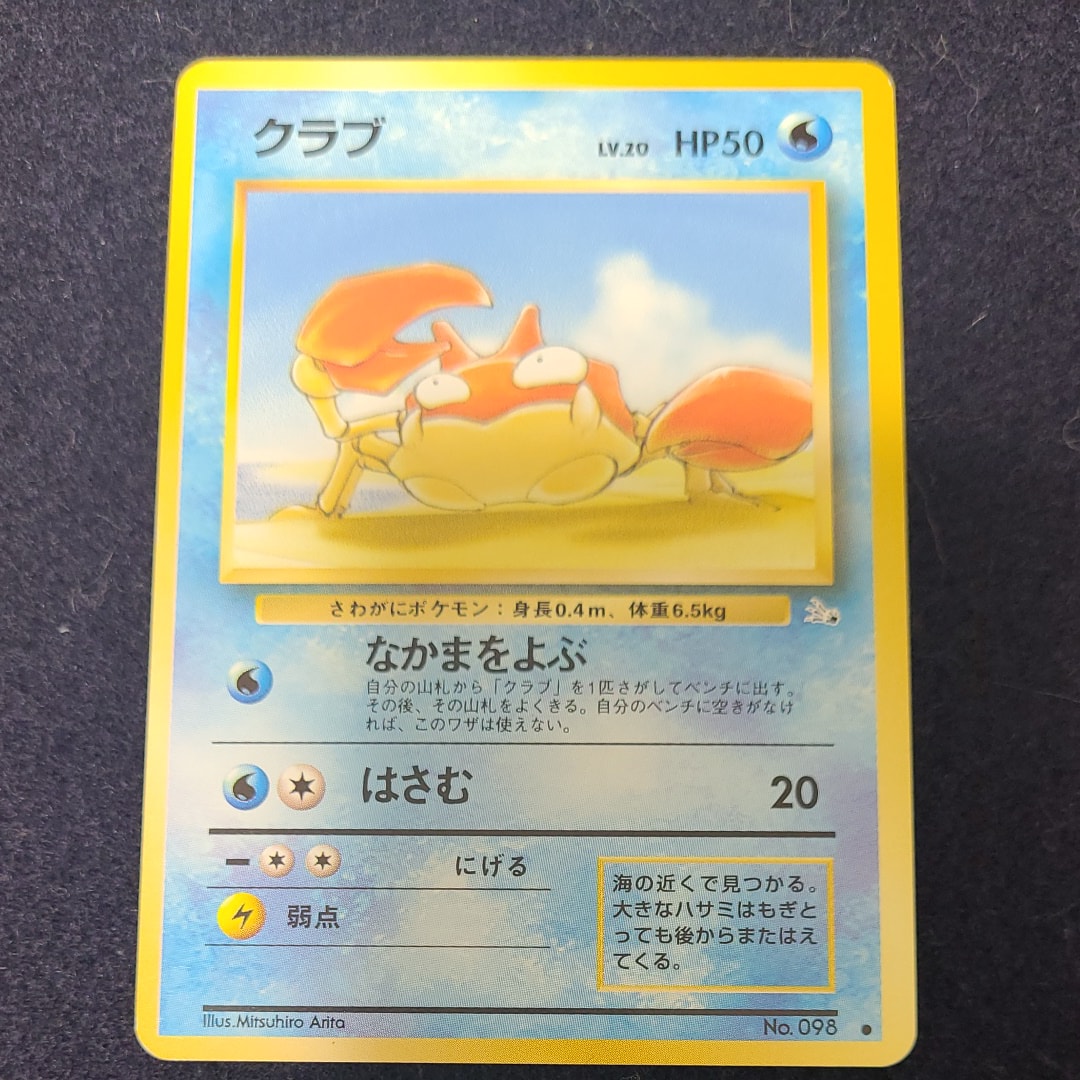 クラブ LV.20 HP50
さわがにポケモン：身長0.4m、体重6.5kg
なかまをよぶ
自分の山札から「クラブ」を1匹さがしてベンチに出す。
その後、その山札をよくきる。自分のベンチに空きがなけ
れば、このワザは使えない。
はさむ 20
にげる
弱点
海の近くで見つかる。
大きなハサミはもぎと
っても後からまたはえ
てくる。
Illus.Mitsuhiro Arita No.098